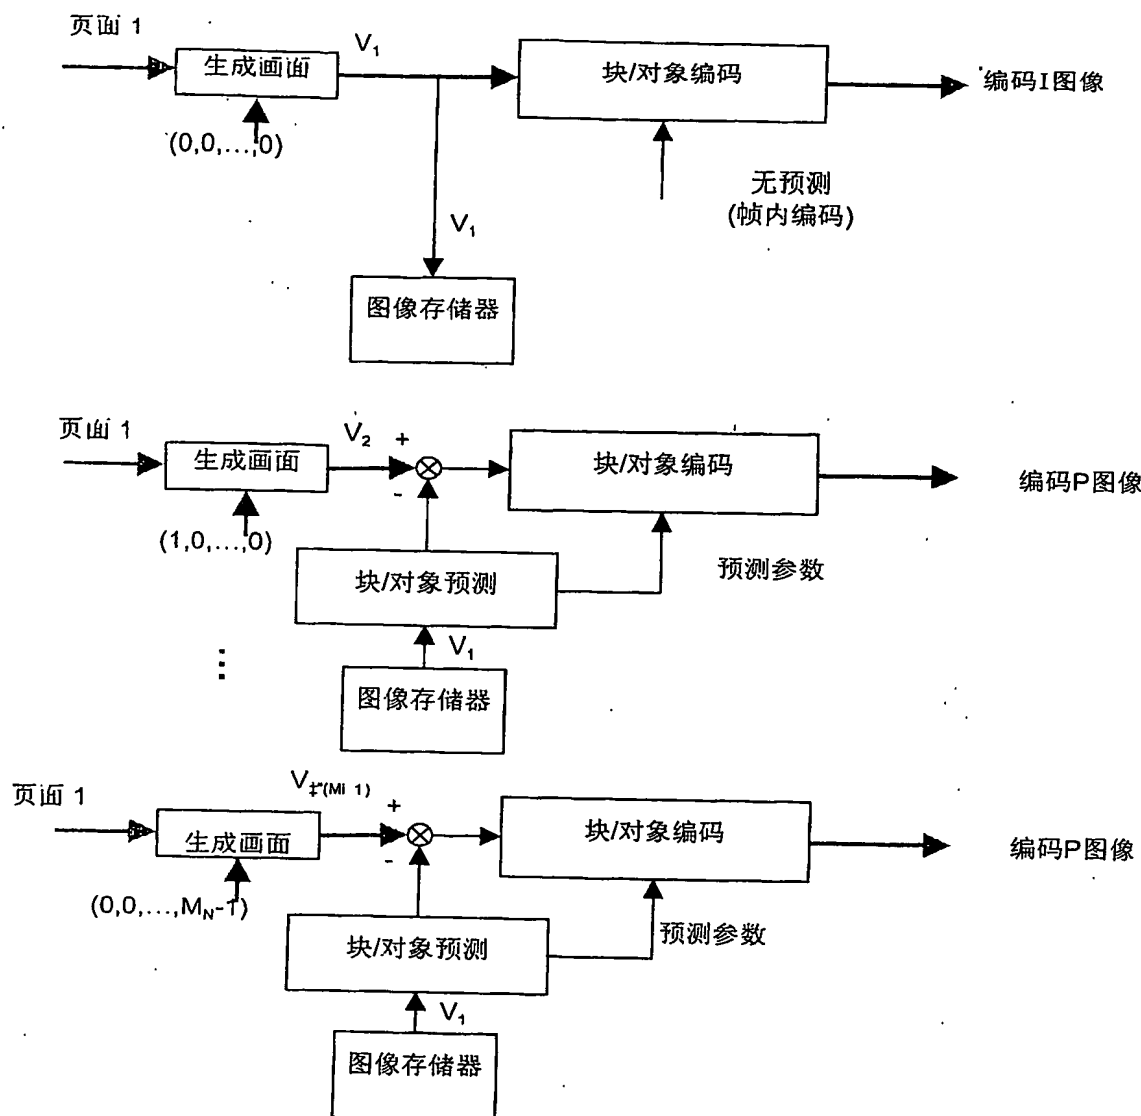 页面 1
V₁
生成画面
块/对象编码
编码I图像
(0,0,...,0)
无预测
(帧内编码)
V₁
图像存储器
页面 1
V₂
+
生成画面
块/对象编码
编码P图像
-
(1,0,...,0)
块/对象预测
预测参数
V₁
⋮
图像存储器
页面 1
+
生成画面
块/对象编码
编码P图像
-
(0,0,...,M_N-1)
块/对象预测
预测参数
V₁
图像存储器